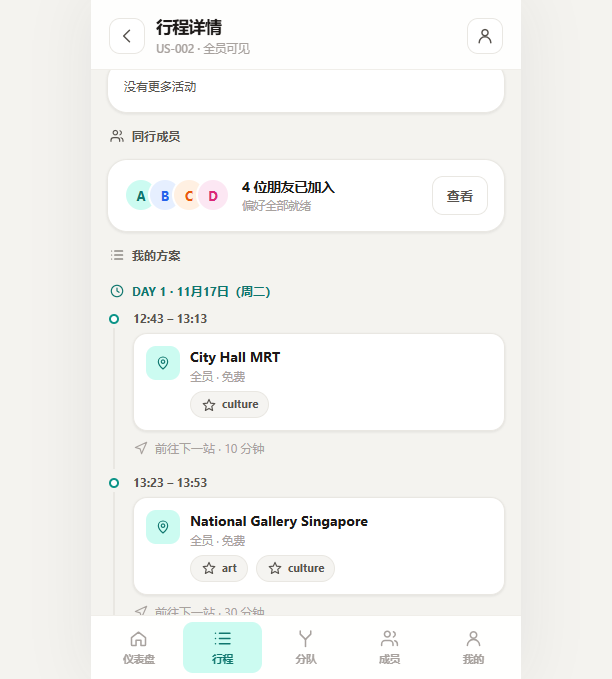 行程详情
US-002 · 全员可见
没有更多活动
同行成员
A B C D
4 位朋友已加入
偏好全部就绪
查看
我的方案
DAY 1 · 11月17日（周二）
12:43 – 13:13
City Hall MRT
全员 · 免费
culture
前往下一站 · 10 分钟
13:23 – 13:53
National Gallery Singapore
全员 · 免费
art culture
前往下一站 · 30 分钟
仪表盘 行程 分队 成员 我的